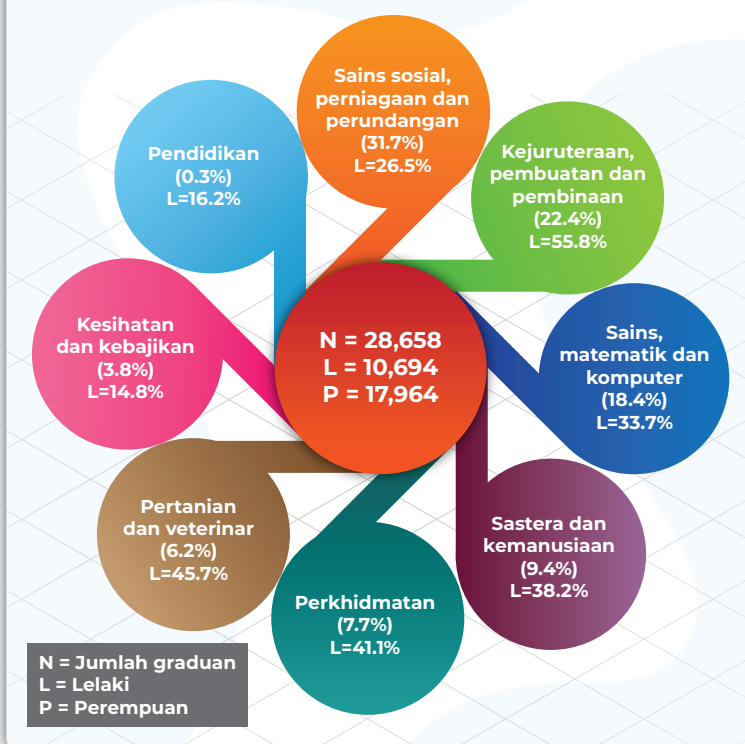 Sains sosial,
perniagaan dan
perundangan
(31.7%)
L=26.5%
Kejuruteraan,
pembuatan dan
pembinaan
(22.4%)
L=55.8%
Sains,
matematik dan
komputer
(18.4%)
L=33.7%
Sastera dan
kemanusiaan
(9.4%)
L=38.2%
Perkhidmatan
(7.7%)
L=41.1%
Pertanian
dan veterinar
(6.2%)
L=45.7%
Kesihatan
dan kebajikan
(3.8%)
L=14.8%
Pendidikan
(0.3%)
L=16.2%
N = 28,658
L = 10,694
P = 17,964
N = Jumlah graduan
L = Lelaki
P = Perempuan